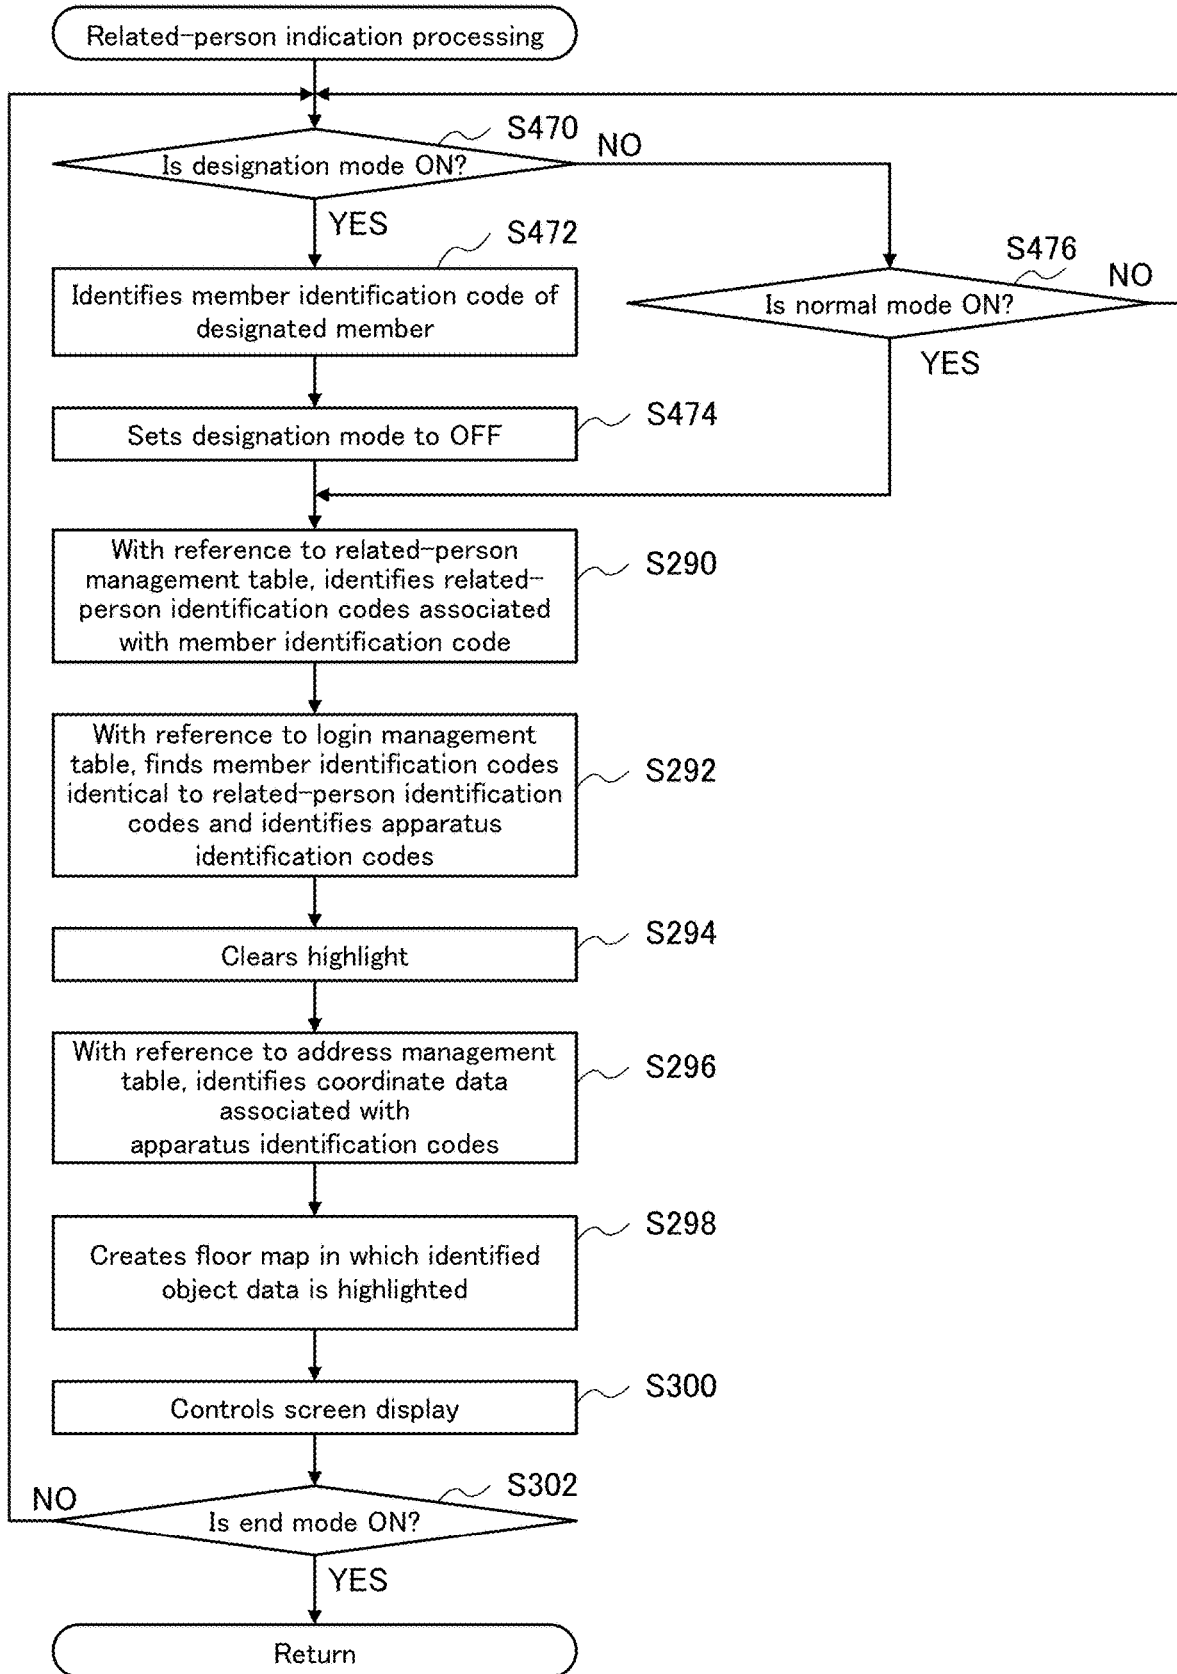 Related-person indication processing
S470
Is designation mode ON?
NO
YES
S472
Identifies member identification code of
designated member
S476
Is normal mode ON?
NO
YES
Sets designation mode to OFF
S474
With reference to related-person
management table, identifies related-
person identification codes associated
with member identification code
S290
With reference to login management
table, finds member identification codes
identical to related-person identification
codes and identifies apparatus
identification codes
S292
Clears highlight
S294
With reference to address management
table, identifies coordinate data
associated with
apparatus identification codes
S296
Creates floor map in which identified
object data is highlighted
S298
Controls screen display
S300
S302
Is end mode ON?
NO
YES
Return